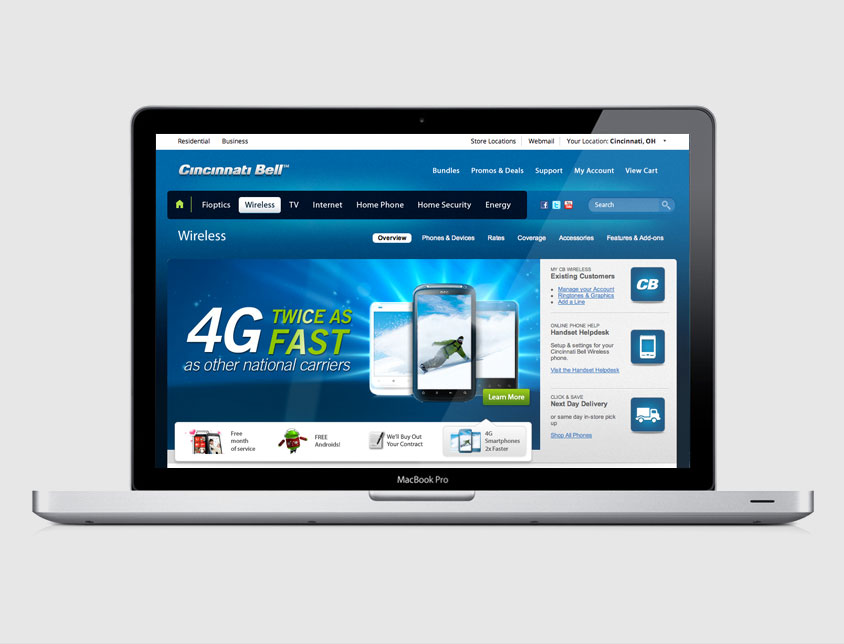 Residential Business Store Locations Webmail Your Location: Cincinnati, OH
Cincinnati Bell™ Bundles Promos & Deals Support My Account View Cart
Fioptics Wireless TV Internet Home Phone Home Security Energy Search
Wireless Overview Phones & Devices Rates Coverage Accessories Features & Add-ons
4G TWICE AS
FAST
as other national carriers
Learn More
MY CB WIRELESS
Existing Customers
Manage your Account
Ringtones & Graphics
Add a Line
CB
ONLINE PHONE HELP
Handset Helpdesk
Setup & settings for your
Cincinnati Bell Wireless
phone.
Visit the Handset Helpdesk
CLICK & SAVE
Next Day Delivery
or same day in-store pick
up
Shop All Phones
Free
month
of service
FREE
Androids!
We'll Buy Out
Your Contract
4G
Smartphones
2x Faster
MacBook Pro